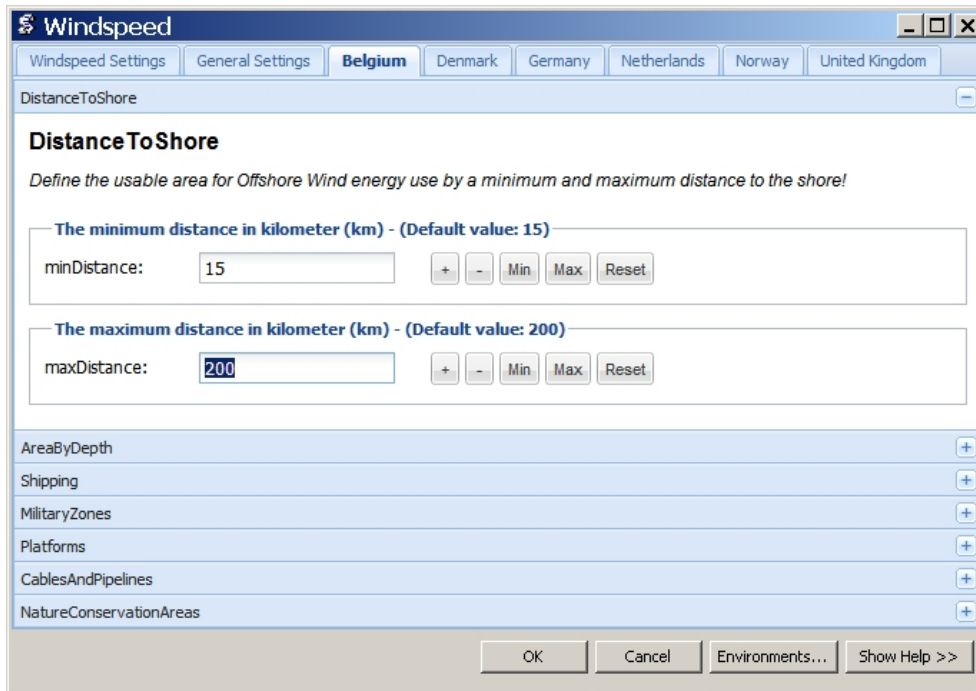 Windspeed
Windspeed Settings General Settings Belgium Denmark Germany Netherlands Norway United Kingdom
DistanceToShore
DistanceToShore
Define the usable area for Offshore Wind energy use by a minimum and maximum distance to the shore!
The minimum distance in kilometer (km) - (Default value: 15)
minDistance: 15 + - Min Max Reset
The maximum distance in kilometer (km) - (Default value: 200)
maxDistance: 200 + - Min Max Reset
AreaByDepth
Shipping
MilitaryZones
Platforms
CablesAndPipelines
NatureConservationAreas
OK Cancel Environments... Show Help >>